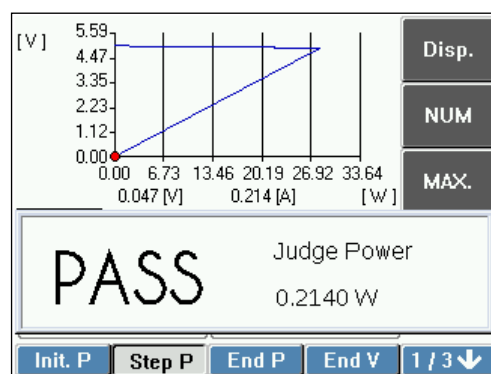 [V]
5.59
4.47
3.35
2.23
1.12
0.00
0.00 6.73 13.46 20.19 26.92 33.64
0.047 [V] 0.214 [A] [W]
Disp.
NUM
MAX.
PASS
Judge Power
0.2140 W
Init. P Step P End P End V 1/3